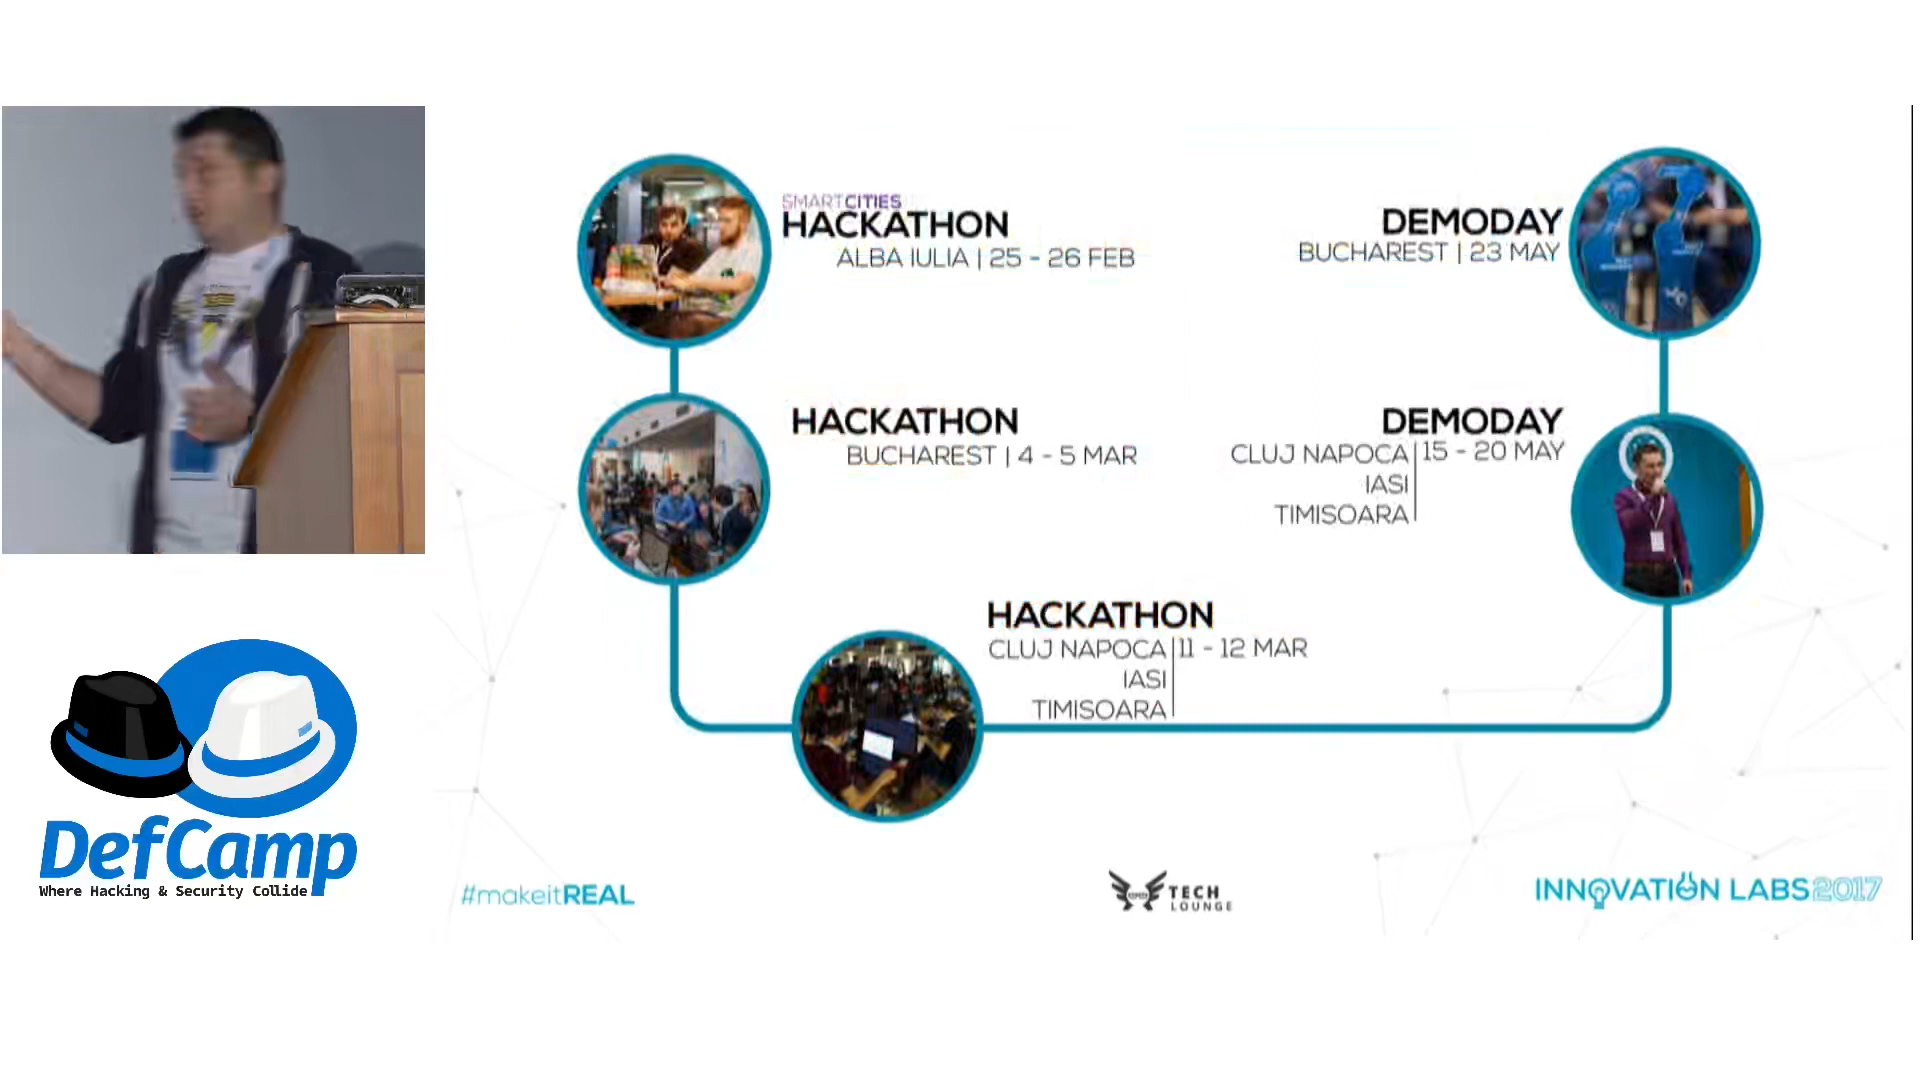 SMARTCITIES
HACKATHON
ALBA IULIA | 25 - 26 FEB
DEMODAY
BUCHAREST | 23 MAY
HACKATHON
BUCHAREST | 4 - 5 MAR
DEMODAY
CLUJ NAPOCA | 15 - 20 MAY
IASI
TIMISOARA
HACKATHON
CLUJ NAPOCA | 11 - 12 MAR
IASI
TIMISOARA
DefCamp
Where Hacking & Security Collide
#makeitREAL
TECH
LOUNGE
INNOVATION LABS 2017